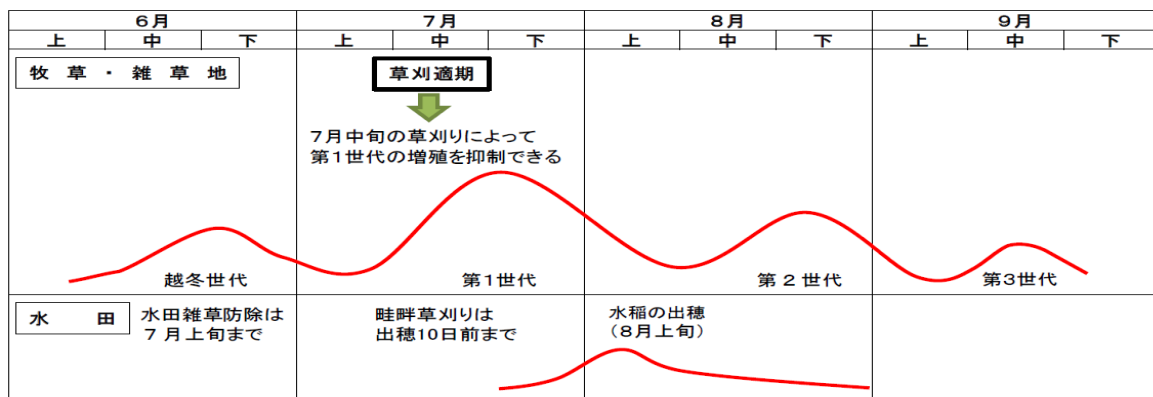 6月 7月 8月 9月
上 中 下 上 中 下 上 中 下 上 中 下
牧草・雑草地
草刈適期
7月中旬の草刈りによって
第1世代の増殖を抑制できる
越冬世代
第1世代
第2世代
第3世代
水田
水田雑草防除は
7月上旬まで
畦畔草刈りは
出穂10日前まで
水稲の出穂
(8月上旬)